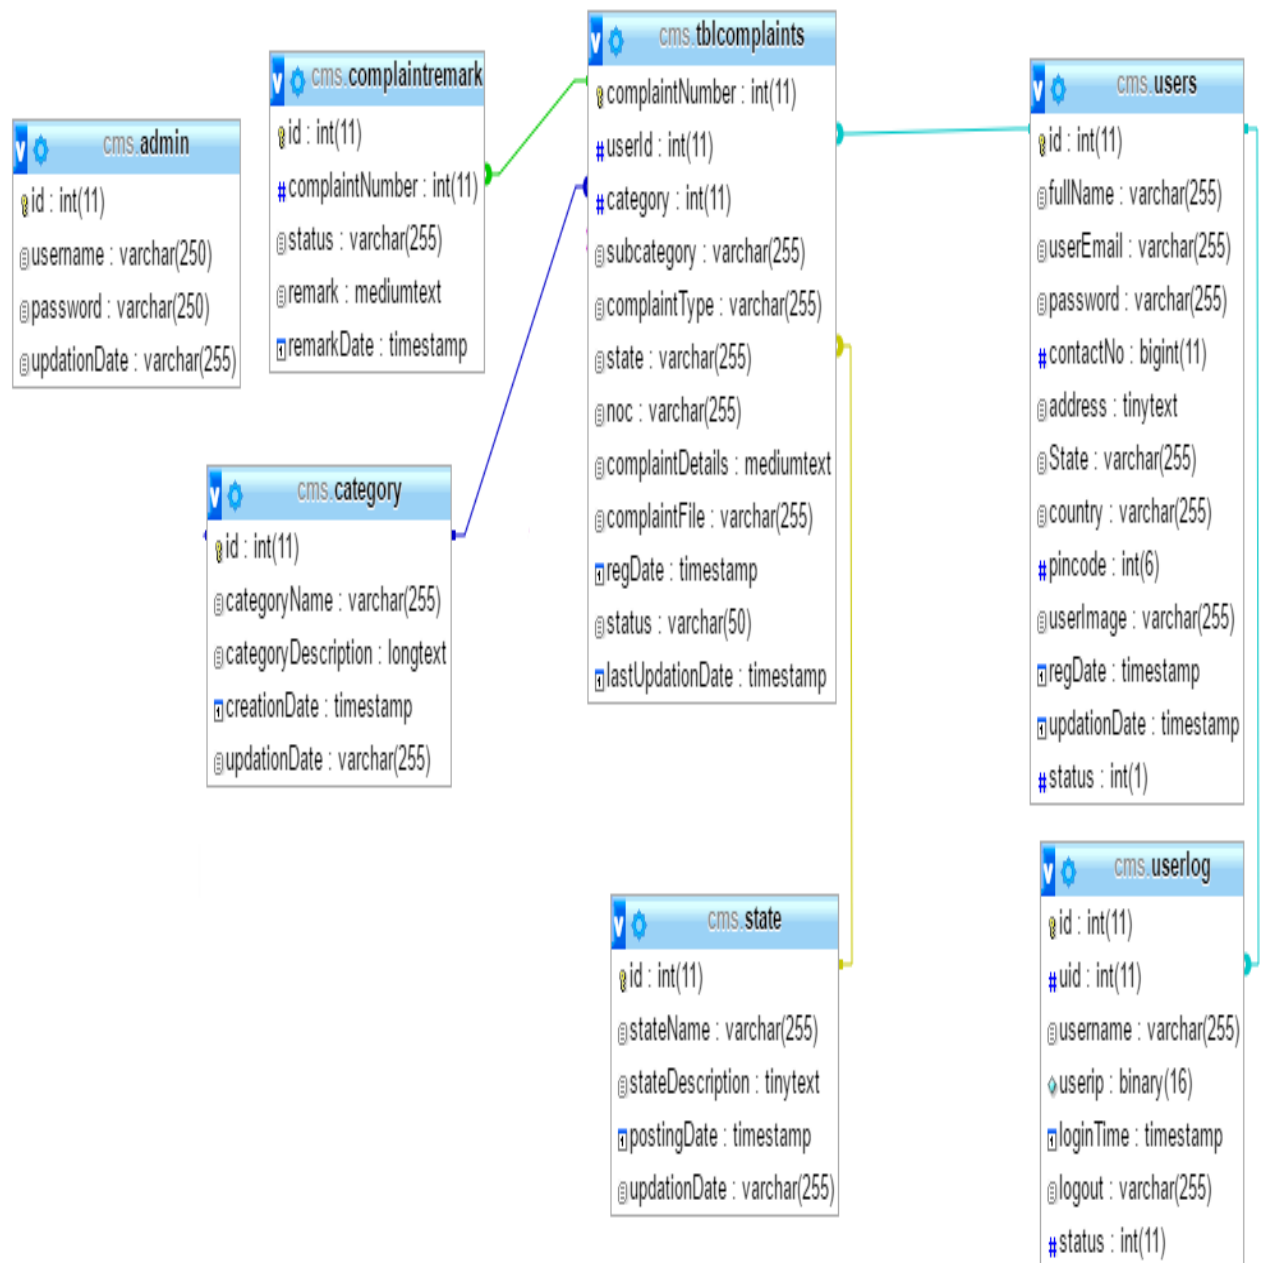 cms.admin
id : int(11)
username : varchar(250)
password : varchar(250)
updationDate : varchar(255)
cms.complaintremark
id : int(11)
complaintNumber : int(11)
status : varchar(255)
remark : mediumtext
remarkDate : timestamp
cms.category
id : int(11)
categoryName : varchar(255)
categoryDescription : longtext
creationDate : timestamp
updationDate : varchar(255)
cms.tblcomplaints
complaintNumber : int(11)
userId : int(11)
category : int(11)
subcategory : varchar(255)
complaintType : varchar(255)
state : varchar(255)
noc : varchar(255)
complaintDetails : mediumtext
complaintFile : varchar(255)
regDate : timestamp
status : varchar(50)
lastUpdationDate : timestamp
cms.state
id : int(11)
stateName : varchar(255)
stateDescription : tinytext
postingDate : timestamp
updationDate : varchar(255)
cms.users
id : int(11)
fullName : varchar(255)
userEmail : varchar(255)
password : varchar(255)
contactNo : bigint(11)
address : tinytext
State : varchar(255)
country : varchar(255)
pincode : int(6)
userImage : varchar(255)
regDate : timestamp
updationDate : timestamp
status : int(1)
cms.userlog
id : int(11)
uid : int(11)
username : varchar(255)
userip : binary(16)
loginTime : timestamp
logout : varchar(255)
status : int(11)